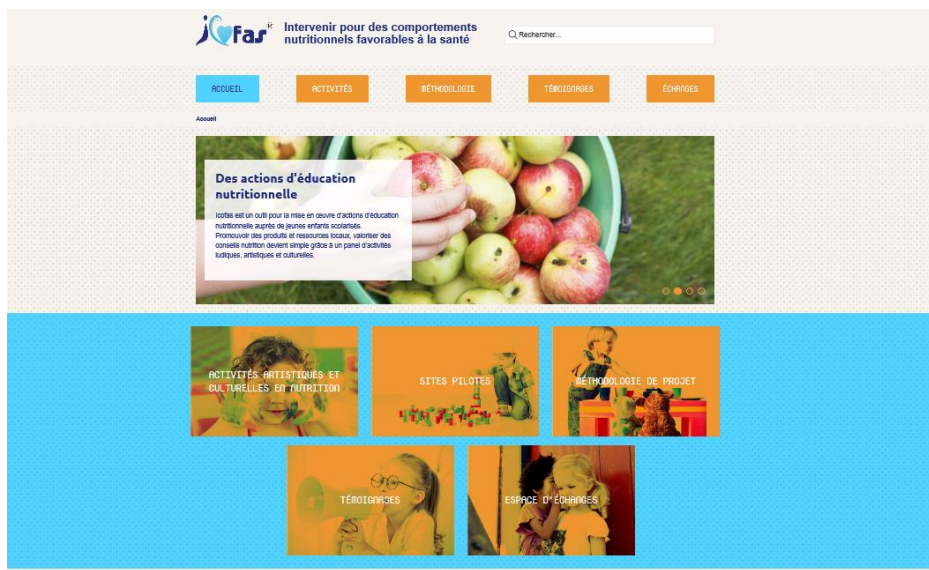 icofas®
Intervenir pour des comportements
nutritionnels favorables à la santé
Rechercher...
ACCUEIL
ACTIVITÉS
MÉTHODOLOGIE
TÉMOIGNAGES
ÉCHANGES
Accueil
Des actions d'éducation
nutritionnelle
Icofas est un outil pour la mise en œuvre d'actions d'éducation
nutritionnelle auprès de jeunes enfants scolarisés.
Promouvoir des produits et ressources locaux, valoriser des
conseils nutrition devient simple grâce à un panel d'activités
ludiques, artistiques et culturelles.
ACTIVITÉS ARTISTIQUES ET
CULTURELLES EN NUTRITION
SITES PILOTES
MÉTHODOLOGIE DE PROJET
TÉMOIGNAGES
ESPACE D'ÉCHANGES